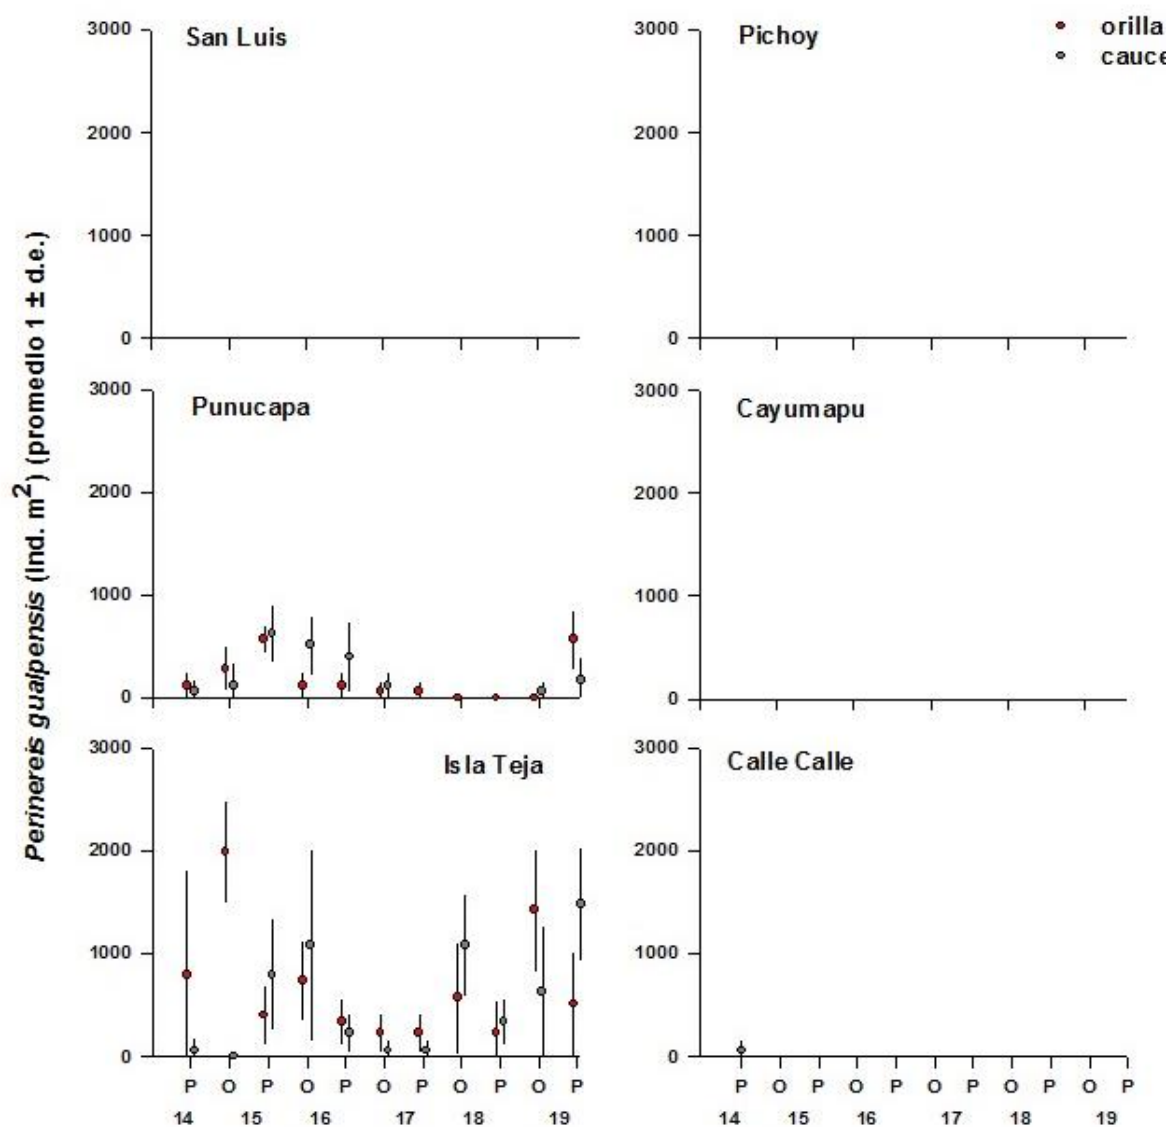 Perinereis gualpensis (Ind. m²) (promedio 1 ± d.e.)
San Luis
3000
2000
1000
0
Pichoy
3000
2000
1000
0
orilla
cauce
Punucapa
3000
2000
1000
0
Cayumapu
3000
2000
1000
0
Isla Teja
3000
2000
1000
0
P O P O P O P O P O P
14 15 16 17 18 19
Calle Calle
3000
2000
1000
0
P O P O P O P O P O P
14 15 16 17 18 19